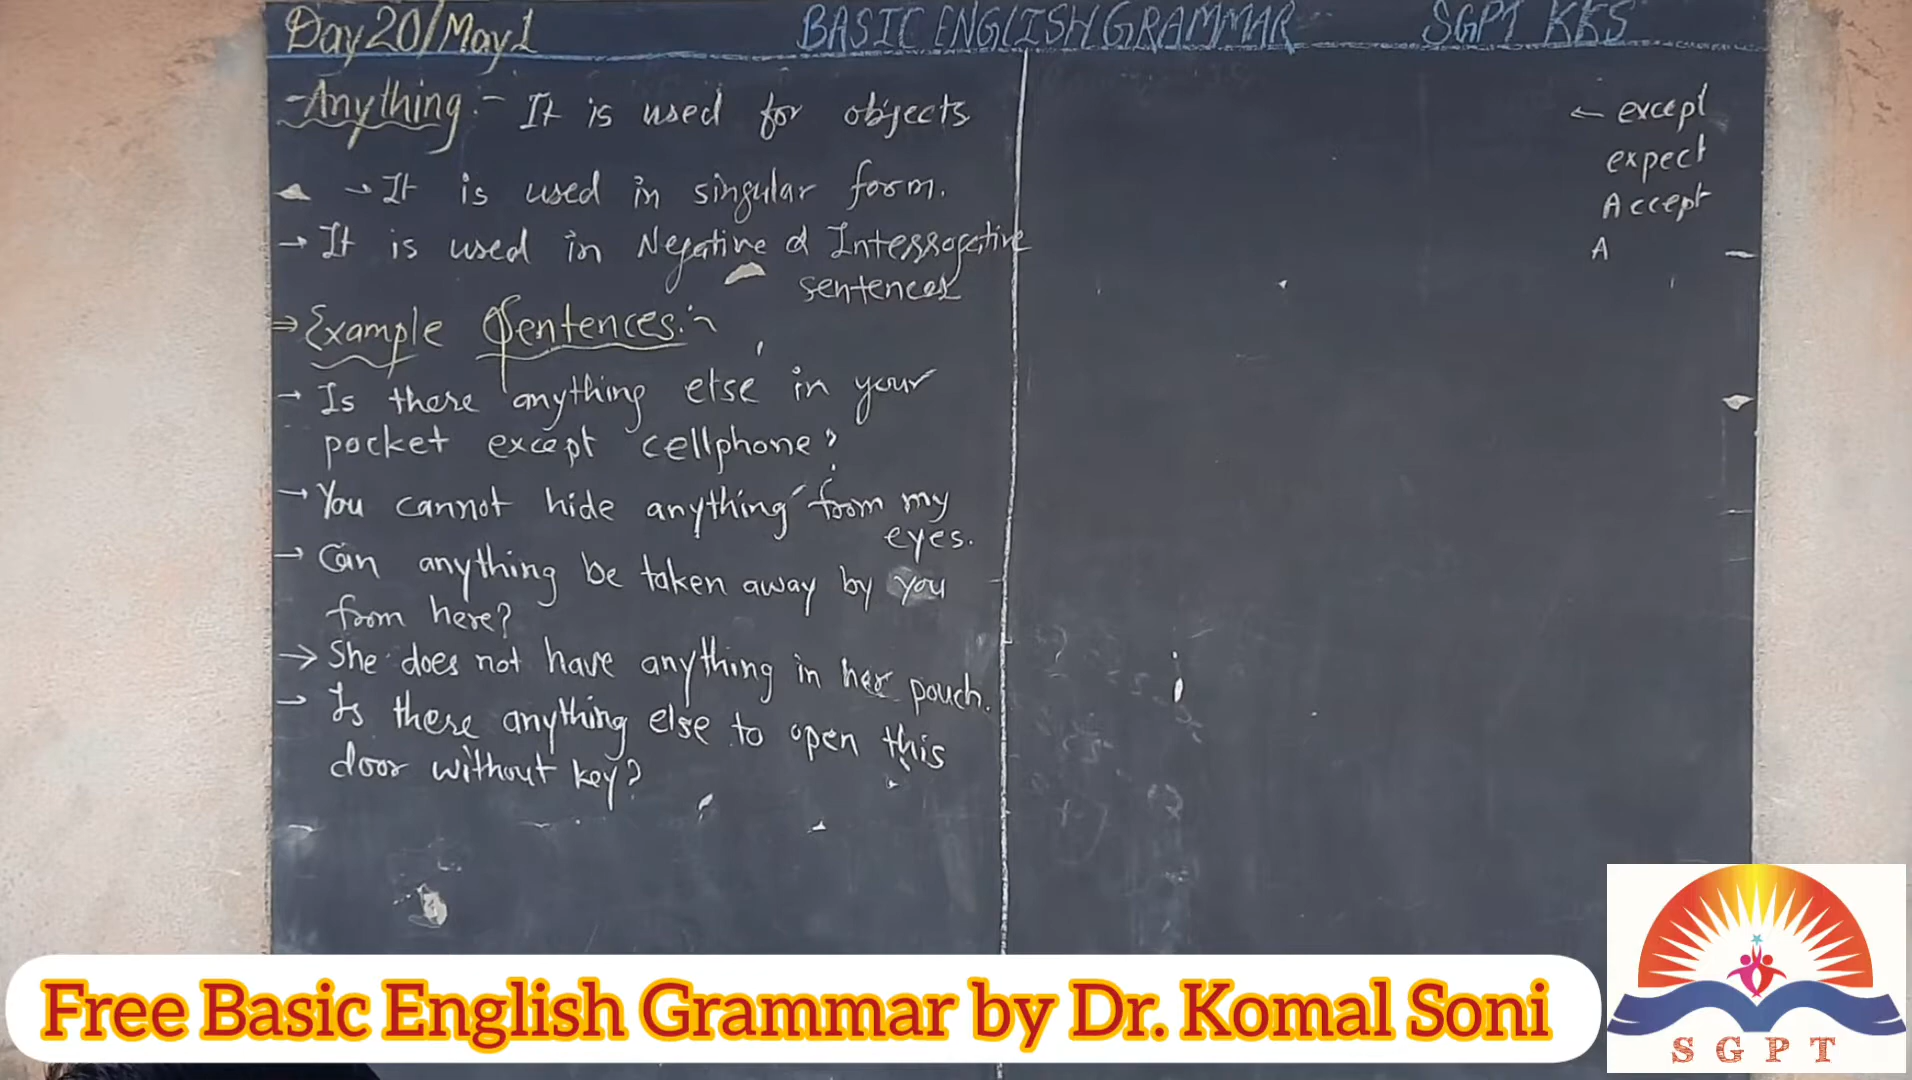 Day 20/May 1 BASIC ENGLISH GRAMMAR SGPT KKS
Anything:- It is used for objects
→ It is used in singular form.
→ It is used in Negative & Interrogative
sentences
⇒ Example Sentences:-
→ Is there anything else in your
pocket except cellphone?
→ You cannot hide anything from my
eyes.
→ Can anything be taken away by you
from here?
→ She does not have anything in her pouch.
→ Is there anything else to open this
door without key?
← except
expect
Accept
A
Free Basic English Grammar by Dr. Komal Soni
SGPT